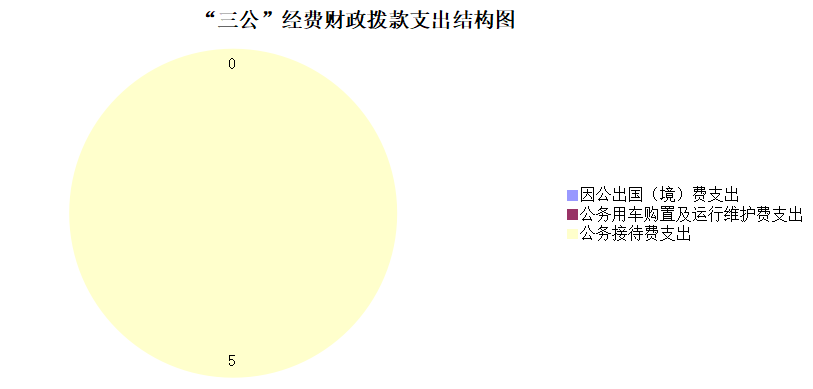 “三公”经费财政拨款支出结构图
0
因公出国（境）费支出
公务用车购置及运行维护费支出
公务接待费支出
5